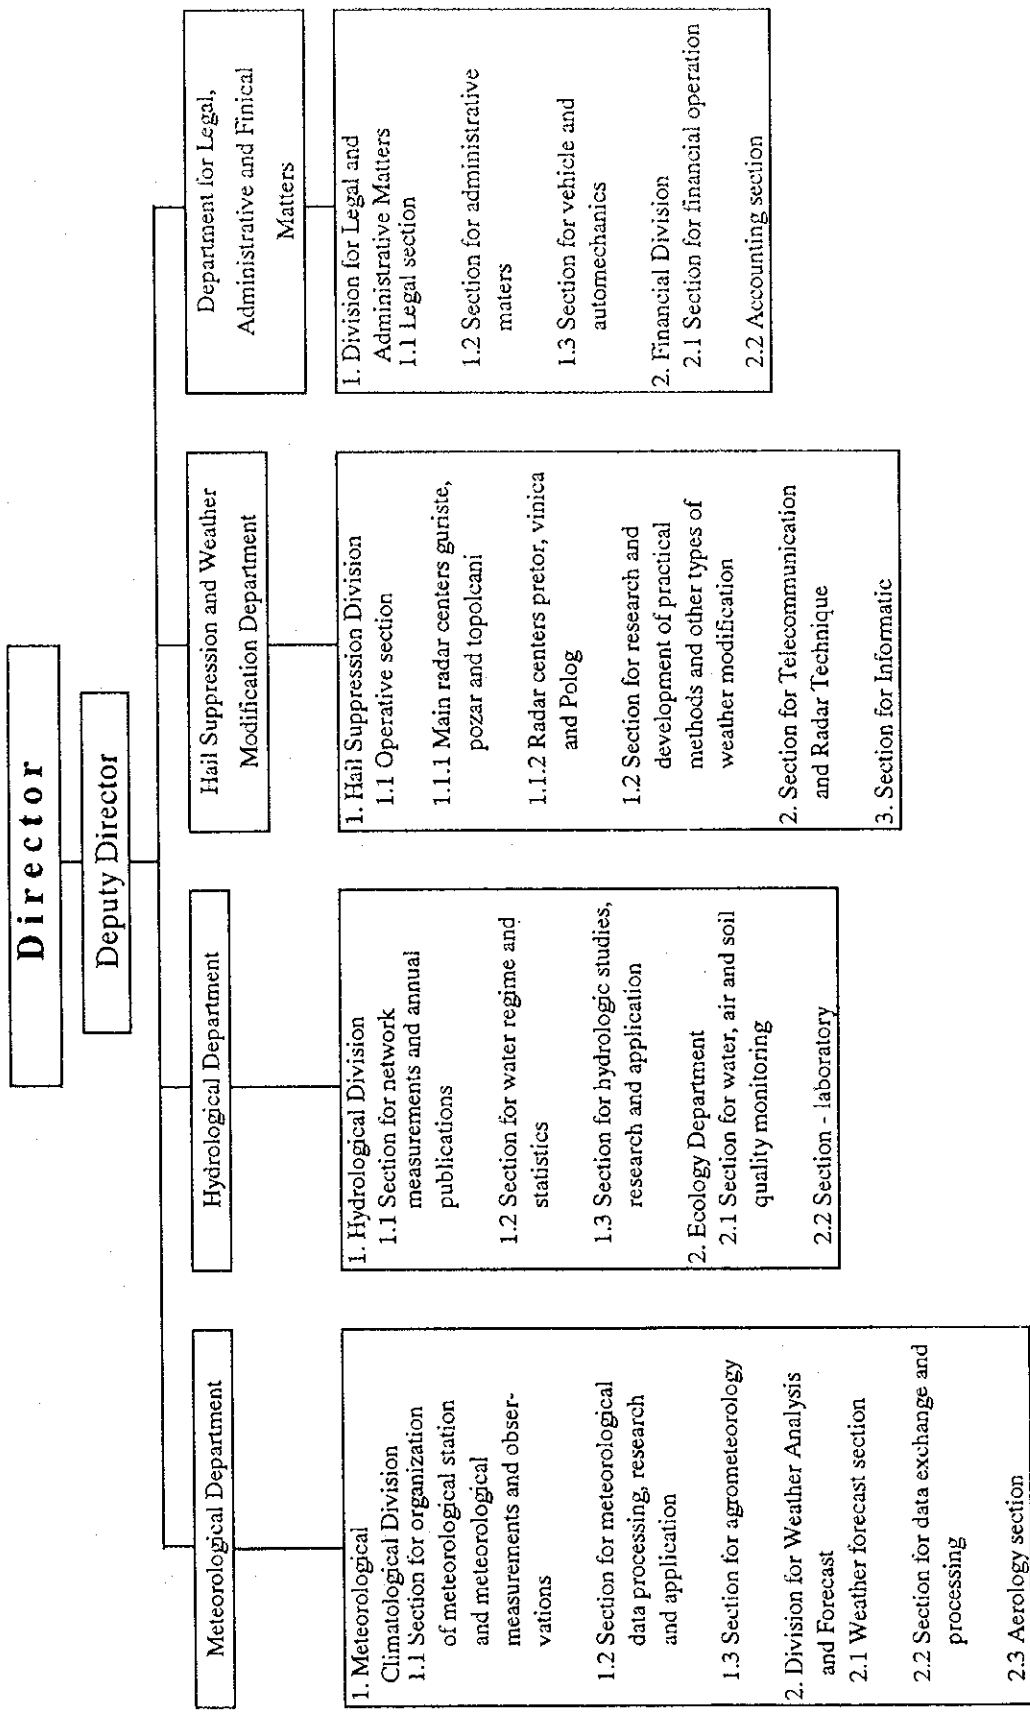 Director
Deputy Director
Meteorological Department
1. Meteorological
Climatological Division
1.1 Section for organization
of meteorological station
and meteorological
measurements and obser-
vations
1.2 Section for meteorological
data processing, research
and application
1.3 Section for agrometeorology
2. Division for Weather Analysis
and Forecast
2.1 Weather forecast section
2.2 Section for data exchange and
processing
2.3 Aerology section
Hydrological Department
1. Hydrological Division
1.1 Section for network
measurements and annual
publications
1.2 Section for water regime and
statistics
1.3 Section for hydrologic studies,
research and application
2. Ecology Department
2.1 Section for water, air and soil
quality monitoring
2.2 Section - laboratory
Hail Suppression and Weather
Modification Department
1. Hail Suppression Division
1.1 Operative section
1.1.1 Main radar centers guriste,
pozar and topolcani
1.1.2 Radar centers pretor, vinica
and Polog
1.2 Section for research and
development of practical
methods and other types of
weather modification
2. Section for Telecommunication
and Radar Technique
3. Section for Informatic
Department for Legal,
Administrative and Finical
Matters
1. Division for Legal and
Administrative Matters
1.1 Legal section
1.2 Section for administrative
maters
1.3 Section for vehicle and
automechanics
2. Financial Division
2.1 Section for financial operation
2.2 Accounting section